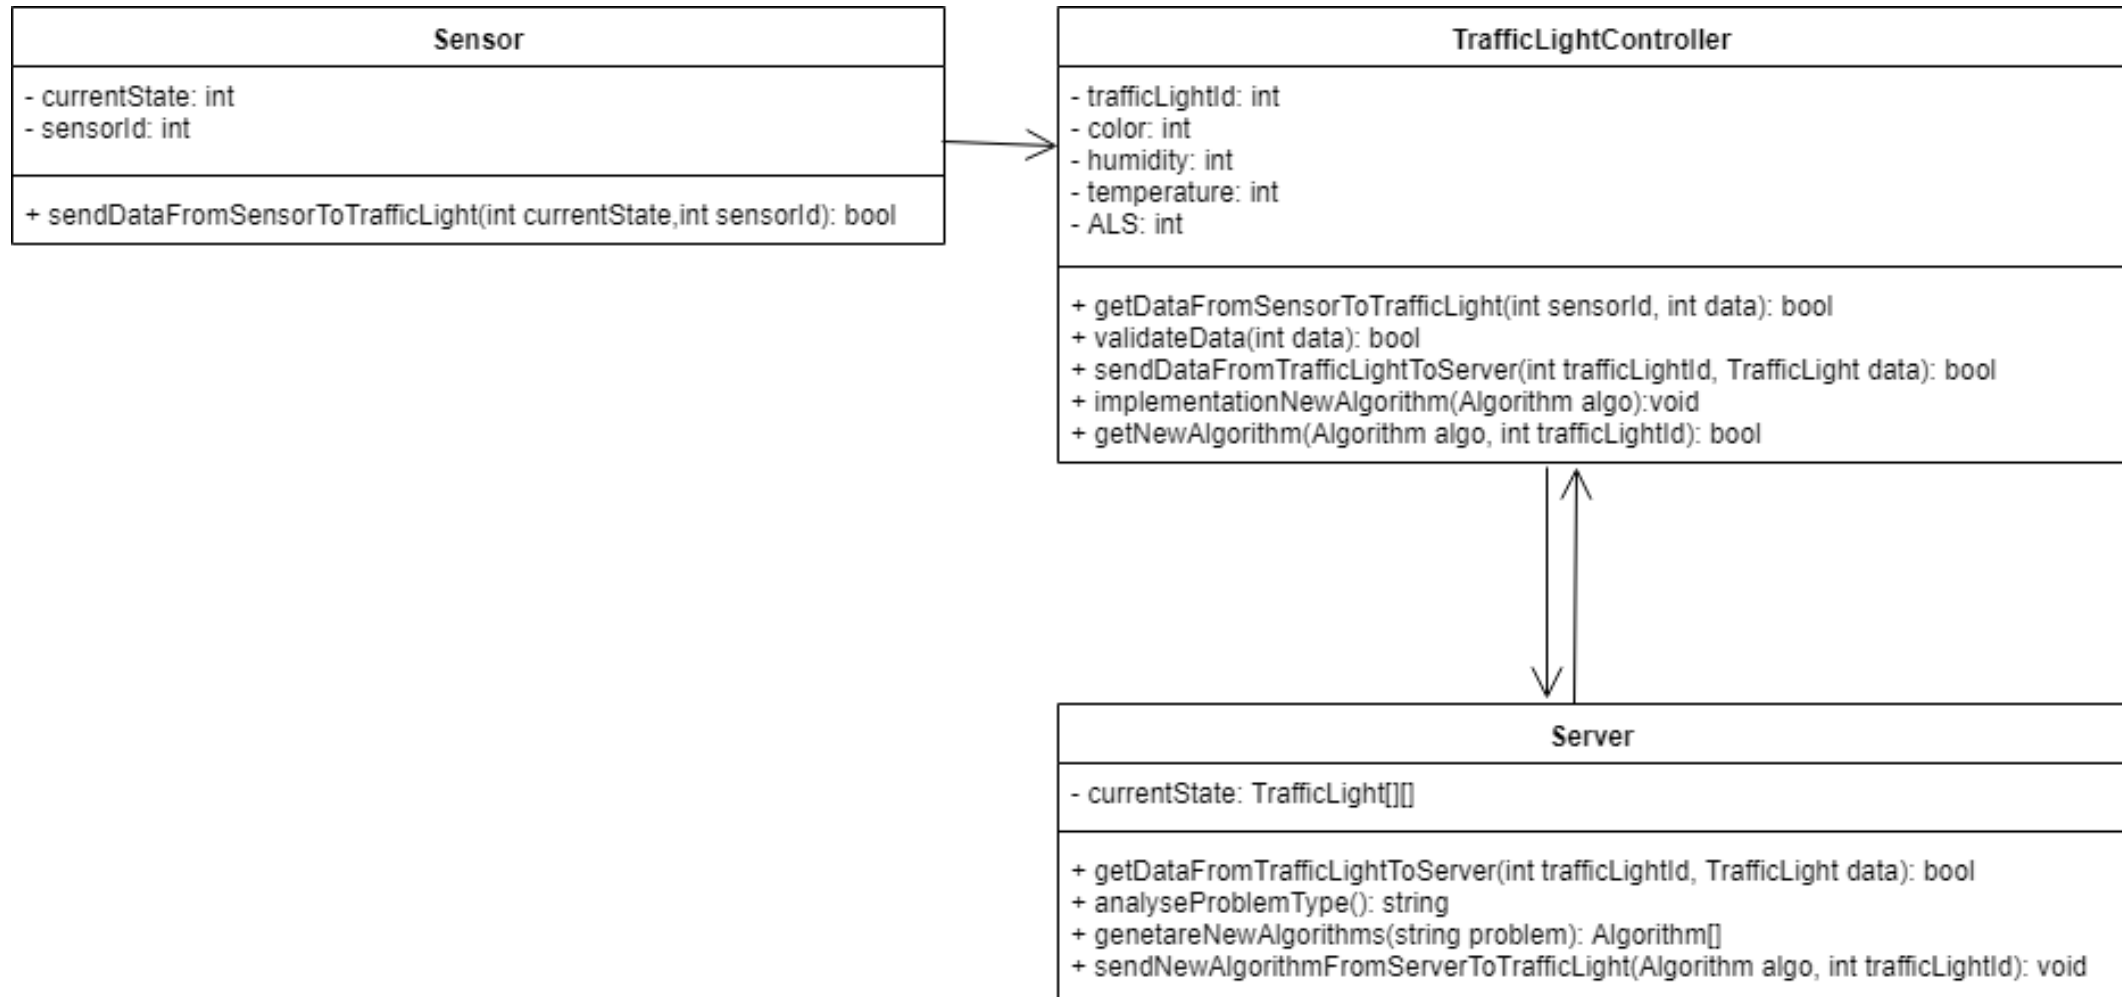 Sensor
- currentState: int
- sensorId: int
+ sendDataFromSensorToTrafficLight(int currentState,int sensorId): bool
TrafficLightController
- trafficLightId: int
- color: int
- humidity: int
- temperature: int
- ALS: int
+ getDataFromSensorToTrafficLight(int sensorId, int data): bool
+ validateData(int data): bool
+ sendDataFromTrafficLightToServer(int trafficLightId, TrafficLight data): bool
+ implementationNewAlgorithm(Algorithm algo):void
+ getNewAlgorithm(Algorithm algo, int trafficLightId): bool
Server
- currentState: TrafficLight[][]
+ getDataFromTrafficLightToServer(int trafficLightId, TrafficLight data): bool
+ analyseProblemType(): string
+ genetareNewAlgorithms(string problem): Algorithm[]
+ sendNewAlgorithmFromServerToTrafficLight(Algorithm algo, int trafficLightId): void